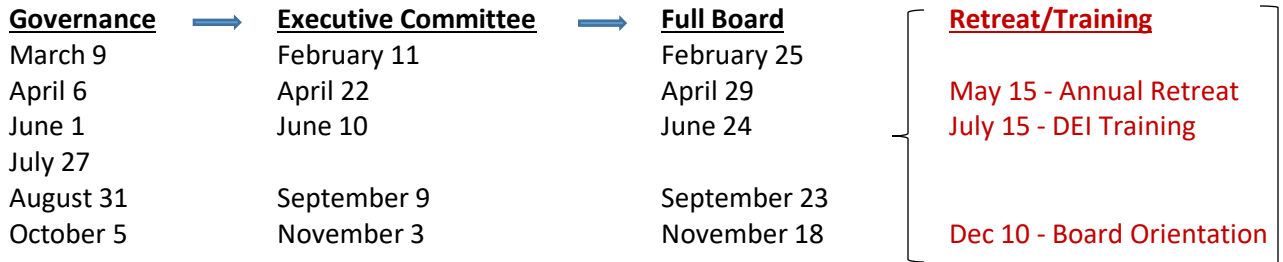 Governance Executive Committee Full Board Retreat/Training
March 9 February 11 February 25
April 6 April 22 April 29 May 15 - Annual Retreat
June 1 June 10 June 24 July 15 - DEI Training
July 27
August 31 September 9 September 23
October 5 November 3 November 18 Dec 10 - Board Orientation